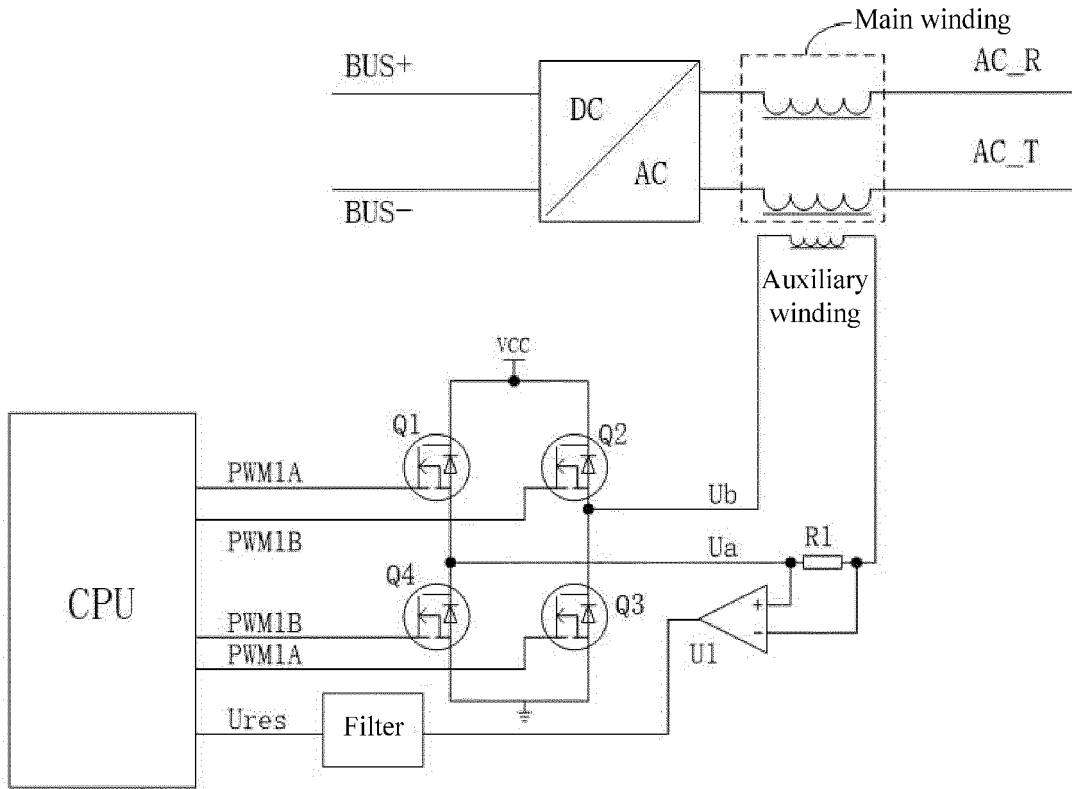 Main winding
BUS+
AC_R
DC
AC
AC_T
BUS-
Auxiliary
winding
VCC
Q1
Q2
PWM1A
Ub
PWM1B
Ua
R1
Q4
CPU
Q3
PWM1B
PWM1A
+
-
U1
Ures
Filter